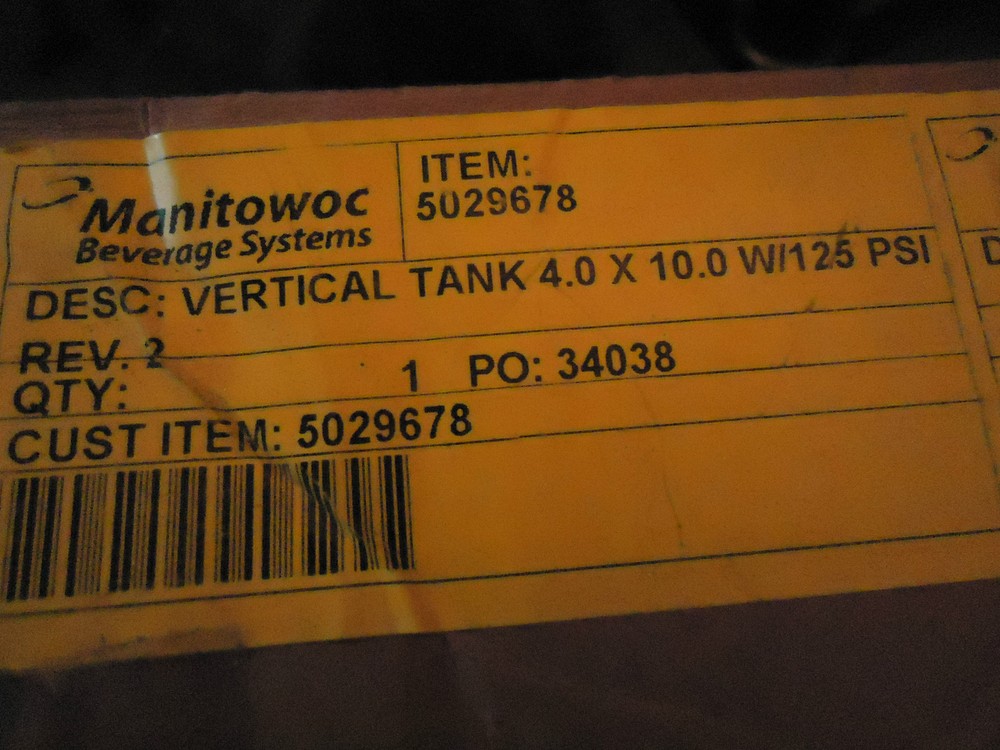 Manitowoc
Beverage Systems
ITEM:
5029678
DESC: VERTICAL TANK 4.0 X 10.0 W/125 PSI
REV. 2
QTY: 1 PO: 34038
CUST ITEM: 5029678
D